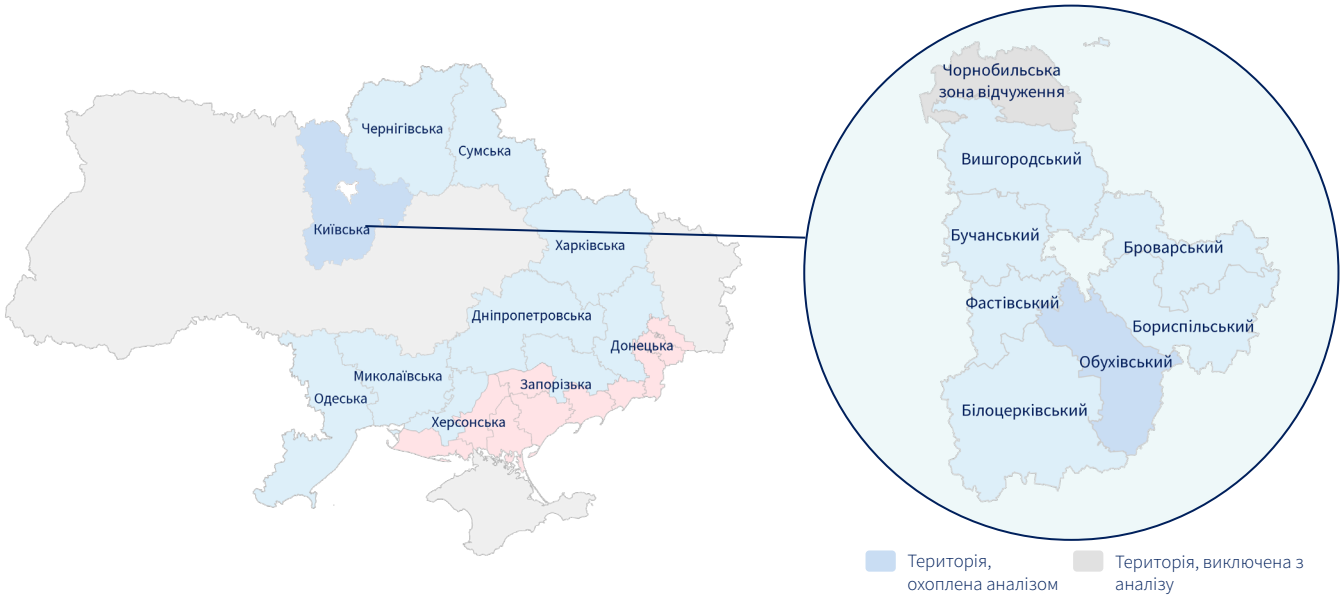 Чернігівська
Сумська
Київська
Харківська
Дніпропетровська
Донецька
Миколаївська
Запорізька
Одеська
Херсонська
Чорнобильська
зона відчуження
Вишгородський
Бучанський
Броварський
Фастівський
Бориспільський
Обухівський
Білоцерківський
Територія,
охоплена аналізом
Територія, виключена з
аналізу